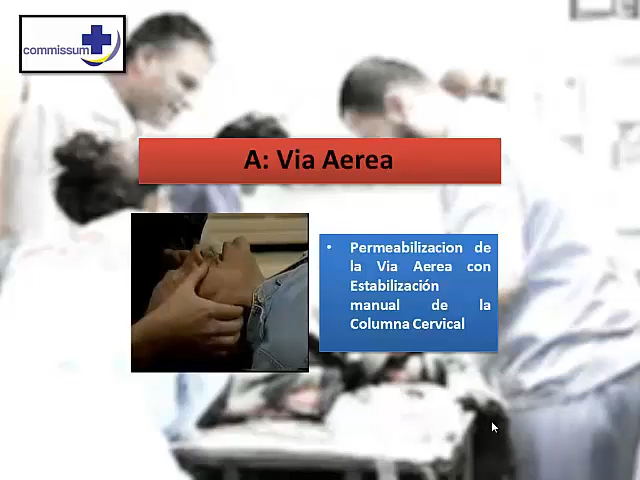 commissum
A: Via Aerea
• Permeabilizacion de
la Via Aerea con
Estabilización
manual de la
Columna Cervical